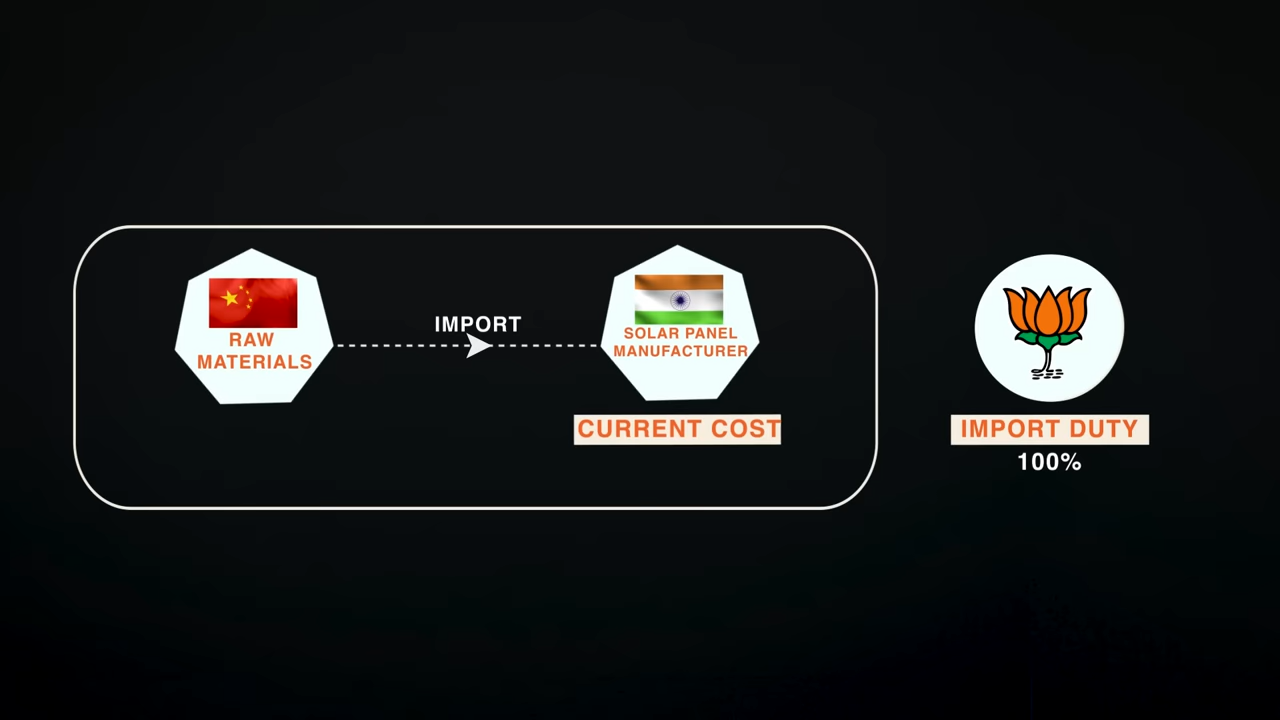 RAW
MATERIALS
IMPORT
SOLAR PANEL
MANUFACTURER
CURRENT COST
IMPORT DUTY
100%